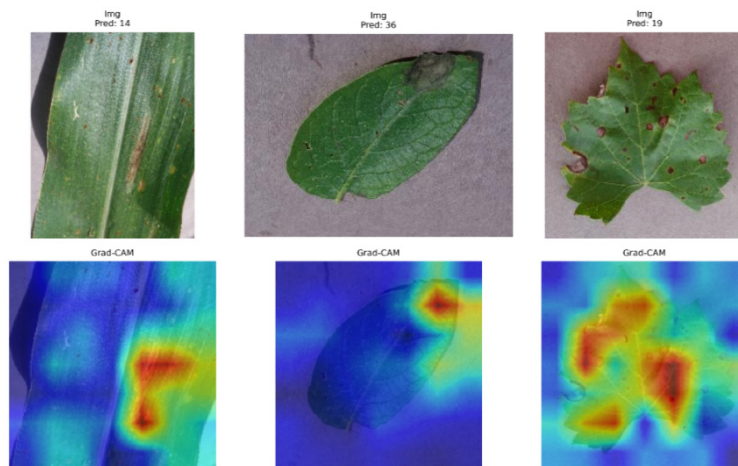 Img
Pred: 14
Img
Pred: 36
Img
Pred: 19
Grad-CAM
Grad-CAM
Grad-CAM